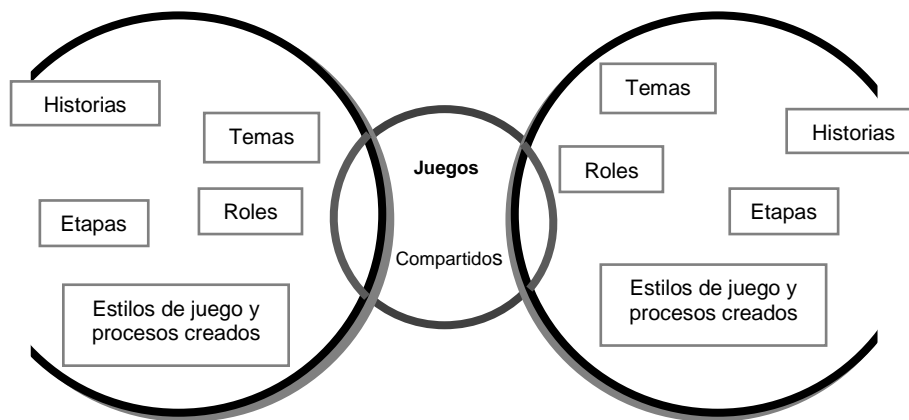 Historias
Temas
Etapas
Roles
Estilos de juego y
procesos creados
Juegos
Compartidos
Temas
Historias
Roles
Etapas
Estilos de juego y
procesos creados